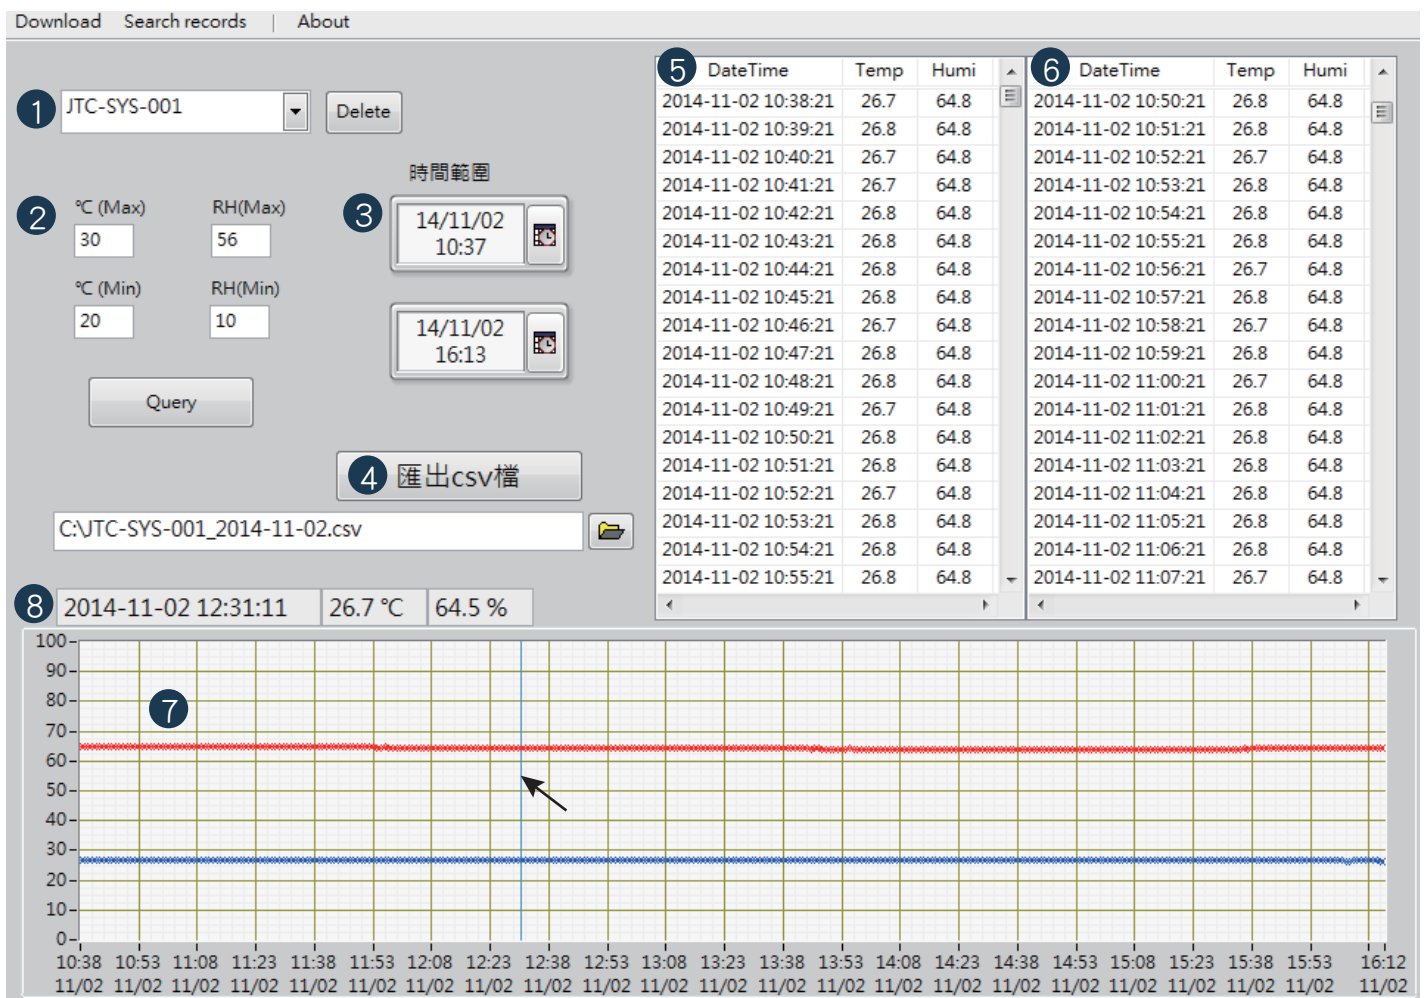 Download Search records | About
1 JTC-SYS-001 Delete
時間範圍
2 ℃ (Max) RH(Max)
30 56
℃ (Min) RH(Min)
20 10
3 14/11/02
10:37
14/11/02
16:13
Query
4 匯出csv檔
C:\JTC-SYS-001_2014-11-02.csv
5 DateTime Temp Humi
2014-11-02 10:38:21 26.7 64.8
2014-11-02 10:39:21 26.8 64.8
2014-11-02 10:40:21 26.7 64.8
2014-11-02 10:41:21 26.7 64.8
2014-11-02 10:42:21 26.8 64.8
2014-11-02 10:43:21 26.8 64.8
2014-11-02 10:44:21 26.8 64.8
2014-11-02 10:45:21 26.8 64.8
2014-11-02 10:46:21 26.7 64.8
2014-11-02 10:47:21 26.8 64.8
2014-11-02 10:48:21 26.8 64.8
2014-11-02 10:49:21 26.7 64.8
2014-11-02 10:50:21 26.8 64.8
2014-11-02 10:51:21 26.8 64.8
2014-11-02 10:52:21 26.7 64.8
2014-11-02 10:53:21 26.8 64.8
2014-11-02 10:54:21 26.8 64.8
2014-11-02 10:55:21 26.8 64.8
6 DateTime Temp Humi
2014-11-02 10:50:21 26.8 64.8
2014-11-02 10:51:21 26.8 64.8
2014-11-02 10:52:21 26.7 64.8
2014-11-02 10:53:21 26.8 64.8
2014-11-02 10:54:21 26.8 64.8
2014-11-02 10:55:21 26.8 64.8
2014-11-02 10:56:21 26.7 64.8
2014-11-02 10:57:21 26.8 64.8
2014-11-02 10:58:21 26.7 64.8
2014-11-02 10:59:21 26.8 64.8
2014-11-02 11:00:21 26.7 64.8
2014-11-02 11:01:21 26.8 64.8
2014-11-02 11:02:21 26.8 64.8
2014-11-02 11:03:21 26.8 64.8
2014-11-02 11:04:21 26.8 64.8
2014-11-02 11:05:21 26.8 64.8
2014-11-02 11:06:21 26.8 64.8
2014-11-02 11:07:21 26.7 64.8
8 2014-11-02 12:31:11 26.7 ℃ 64.5 %
100
90
80
7
70
60
50
40
30
20
10
0
10:38 10:53 11:08 11:23 11:38 11:53 12:08 12:23 12:38 12:53 13:08 13:23 13:38 13:53 14:08 14:23 14:38 14:53 15:08 15:23 15:38 15:53 16:12
11/02 11/02 11/02 11/02 11/02 11/02 11/02 11/02 11/02 11/02 11/02 11/02 11/02 11/02 11/02 11/02 11/02 11/02 11/02 11/02 11/02 11/02 11/02